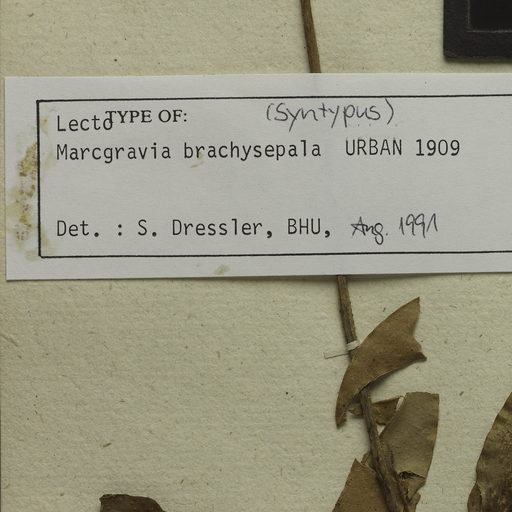 LectoTYPE OF: (Syntypus)
Marcgravia brachysepala URBAN 1909
Det. : S. Dressler, BHU, Aug. 1991